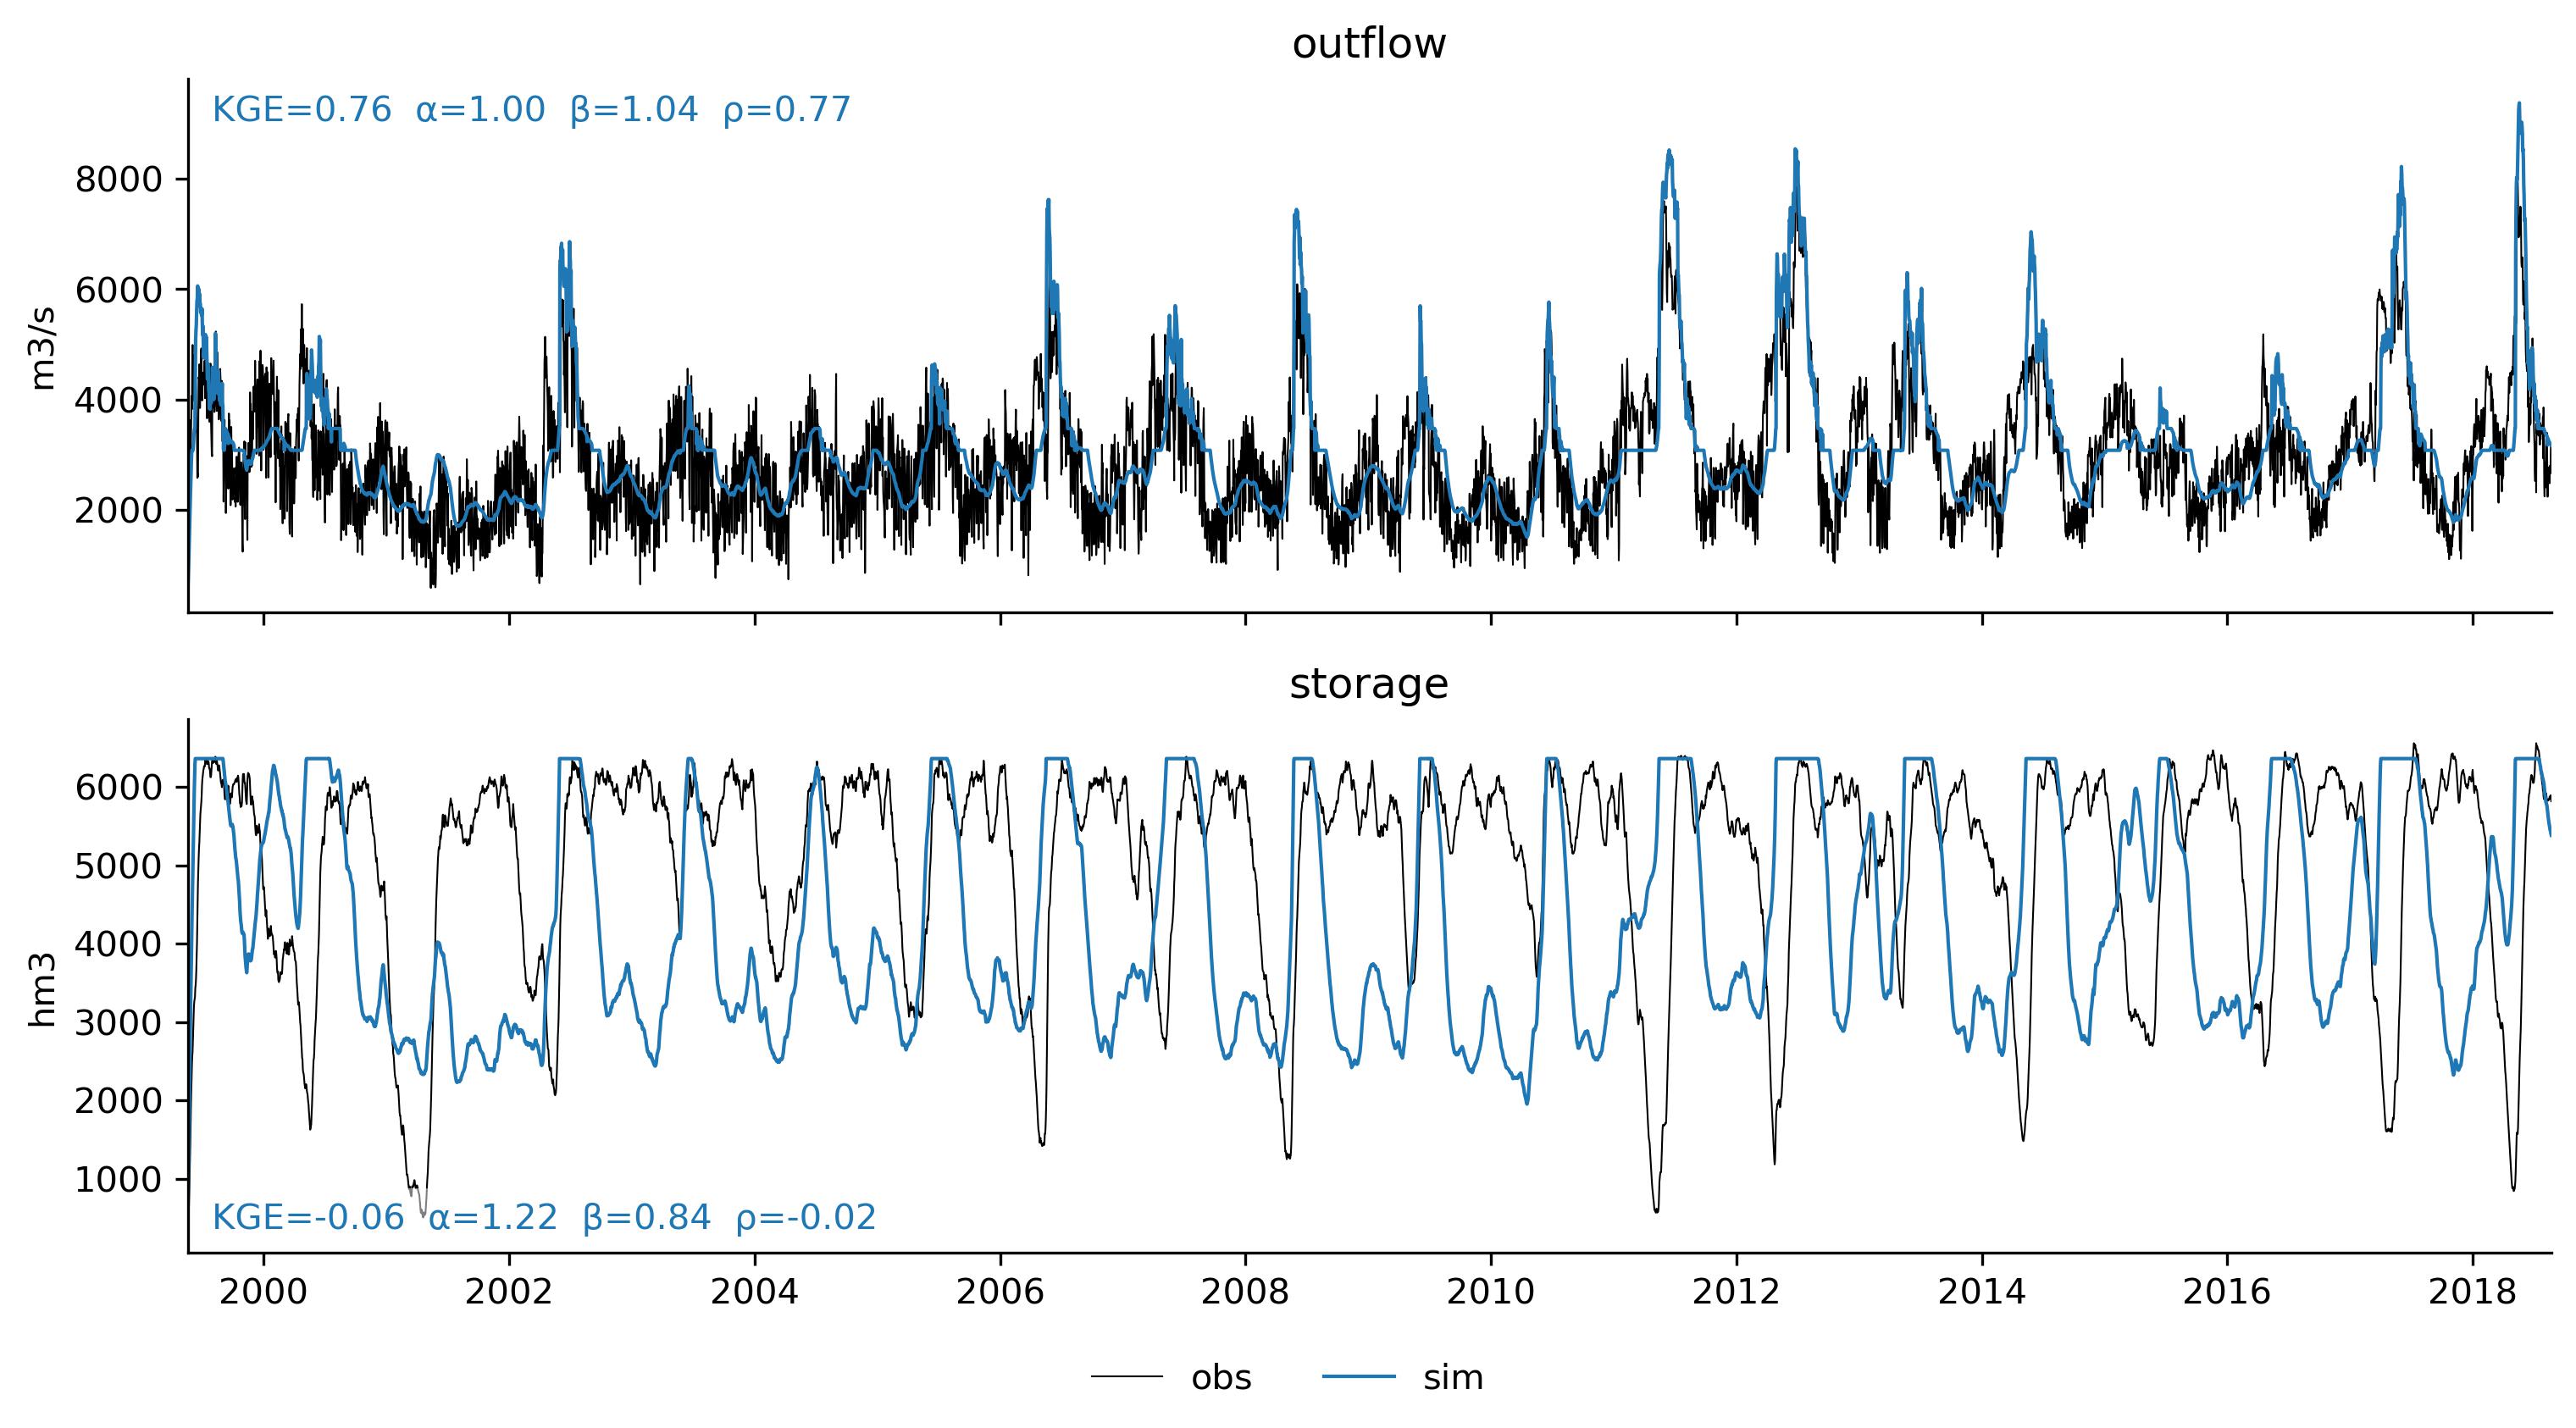 outflow
KGE=0.76 α=1.00 β=1.04 ρ=0.77
8000
6000
4000
2000
m3/s
storage
6000
5000
4000
3000
2000
1000
hm3
KGE=-0.06 α=1.22 β=0.84 ρ=-0.02
2000 2002 2004 2006 2008 2010 2012 2014 2016 2018
obs sim